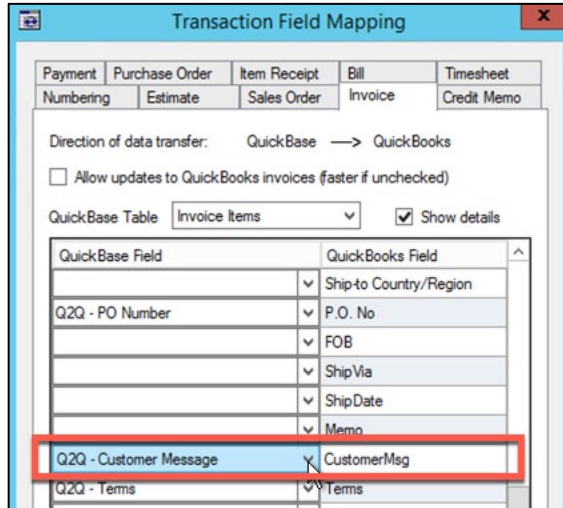 Transaction Field Mapping
x
Payment Purchase Order Item Receipt Bill Timesheet
Numbering Estimate Sales Order Invoice Credit Memo
Direction of data transfer: QuickBase —> QuickBooks
Allow updates to QuickBooks invoices (faster if unchecked)
QuickBase Table Invoice Items Show details
QuickBase Field QuickBooks Field
Ship-to Country/Region
Q2Q - PO Number P.O. No
FOB
ShipVia
ShipDate
Memo
Q2Q - Customer Message CustomerMsg
Q2Q - Terms Terms